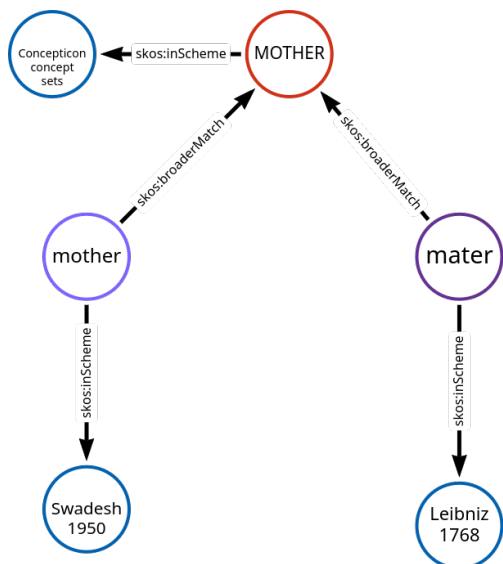 Concepticon
concept
sets
skos:inScheme
MOTHER
skos:broaderMatch
skos:broaderMatch
mother
mater
skos:inScheme
skos:inScheme
Swadesh
1950
Leibniz
1768